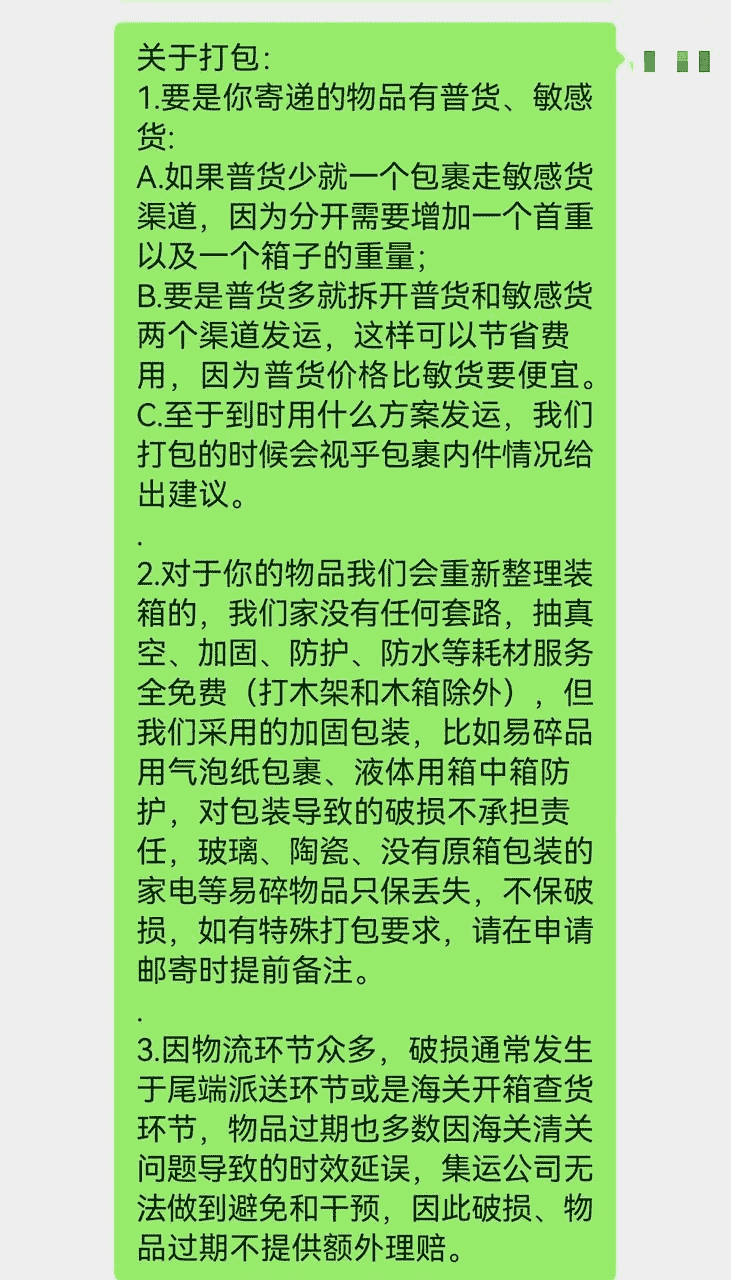 关于打包：
1.要是你寄递的物品有普货、敏感
货:
A.如果普货少就一个包裹走敏感货
渠道，因为分开需要增加一个首重
以及一个箱子的重量；
B.要是普货多就拆开普货和敏感货
两个渠道发运，这样可以节省费
用，因为普货价格比敏货要便宜。
C.至于到时用什么方案发运，我们
打包的时候会视乎包裹内件情况给
出建议。
.
2.对于你的物品我们会重新整理装
箱的，我们家没有任何套路，抽真
空、加固、防护、防水等耗材服务
全免费（打木架和木箱除外），但
我们采用的加固包装，比如易碎品
用气泡纸包裹、液体用箱中箱防
护，对包装导致的破损不承担责
任，玻璃、陶瓷、没有原箱包装的
家电等易碎物品只保丢失，不保破
损，如有特殊打包要求，请在申请
邮寄时提前备注。
.
3.因物流环节众多，破损通常发生
于尾端派送环节或是海关开箱查货
环节，物品过期也多数因海关清关
问题导致的时效延误，集运公司无
法做到避免和干预，因此破损、物
品过期不提供额外理赔。